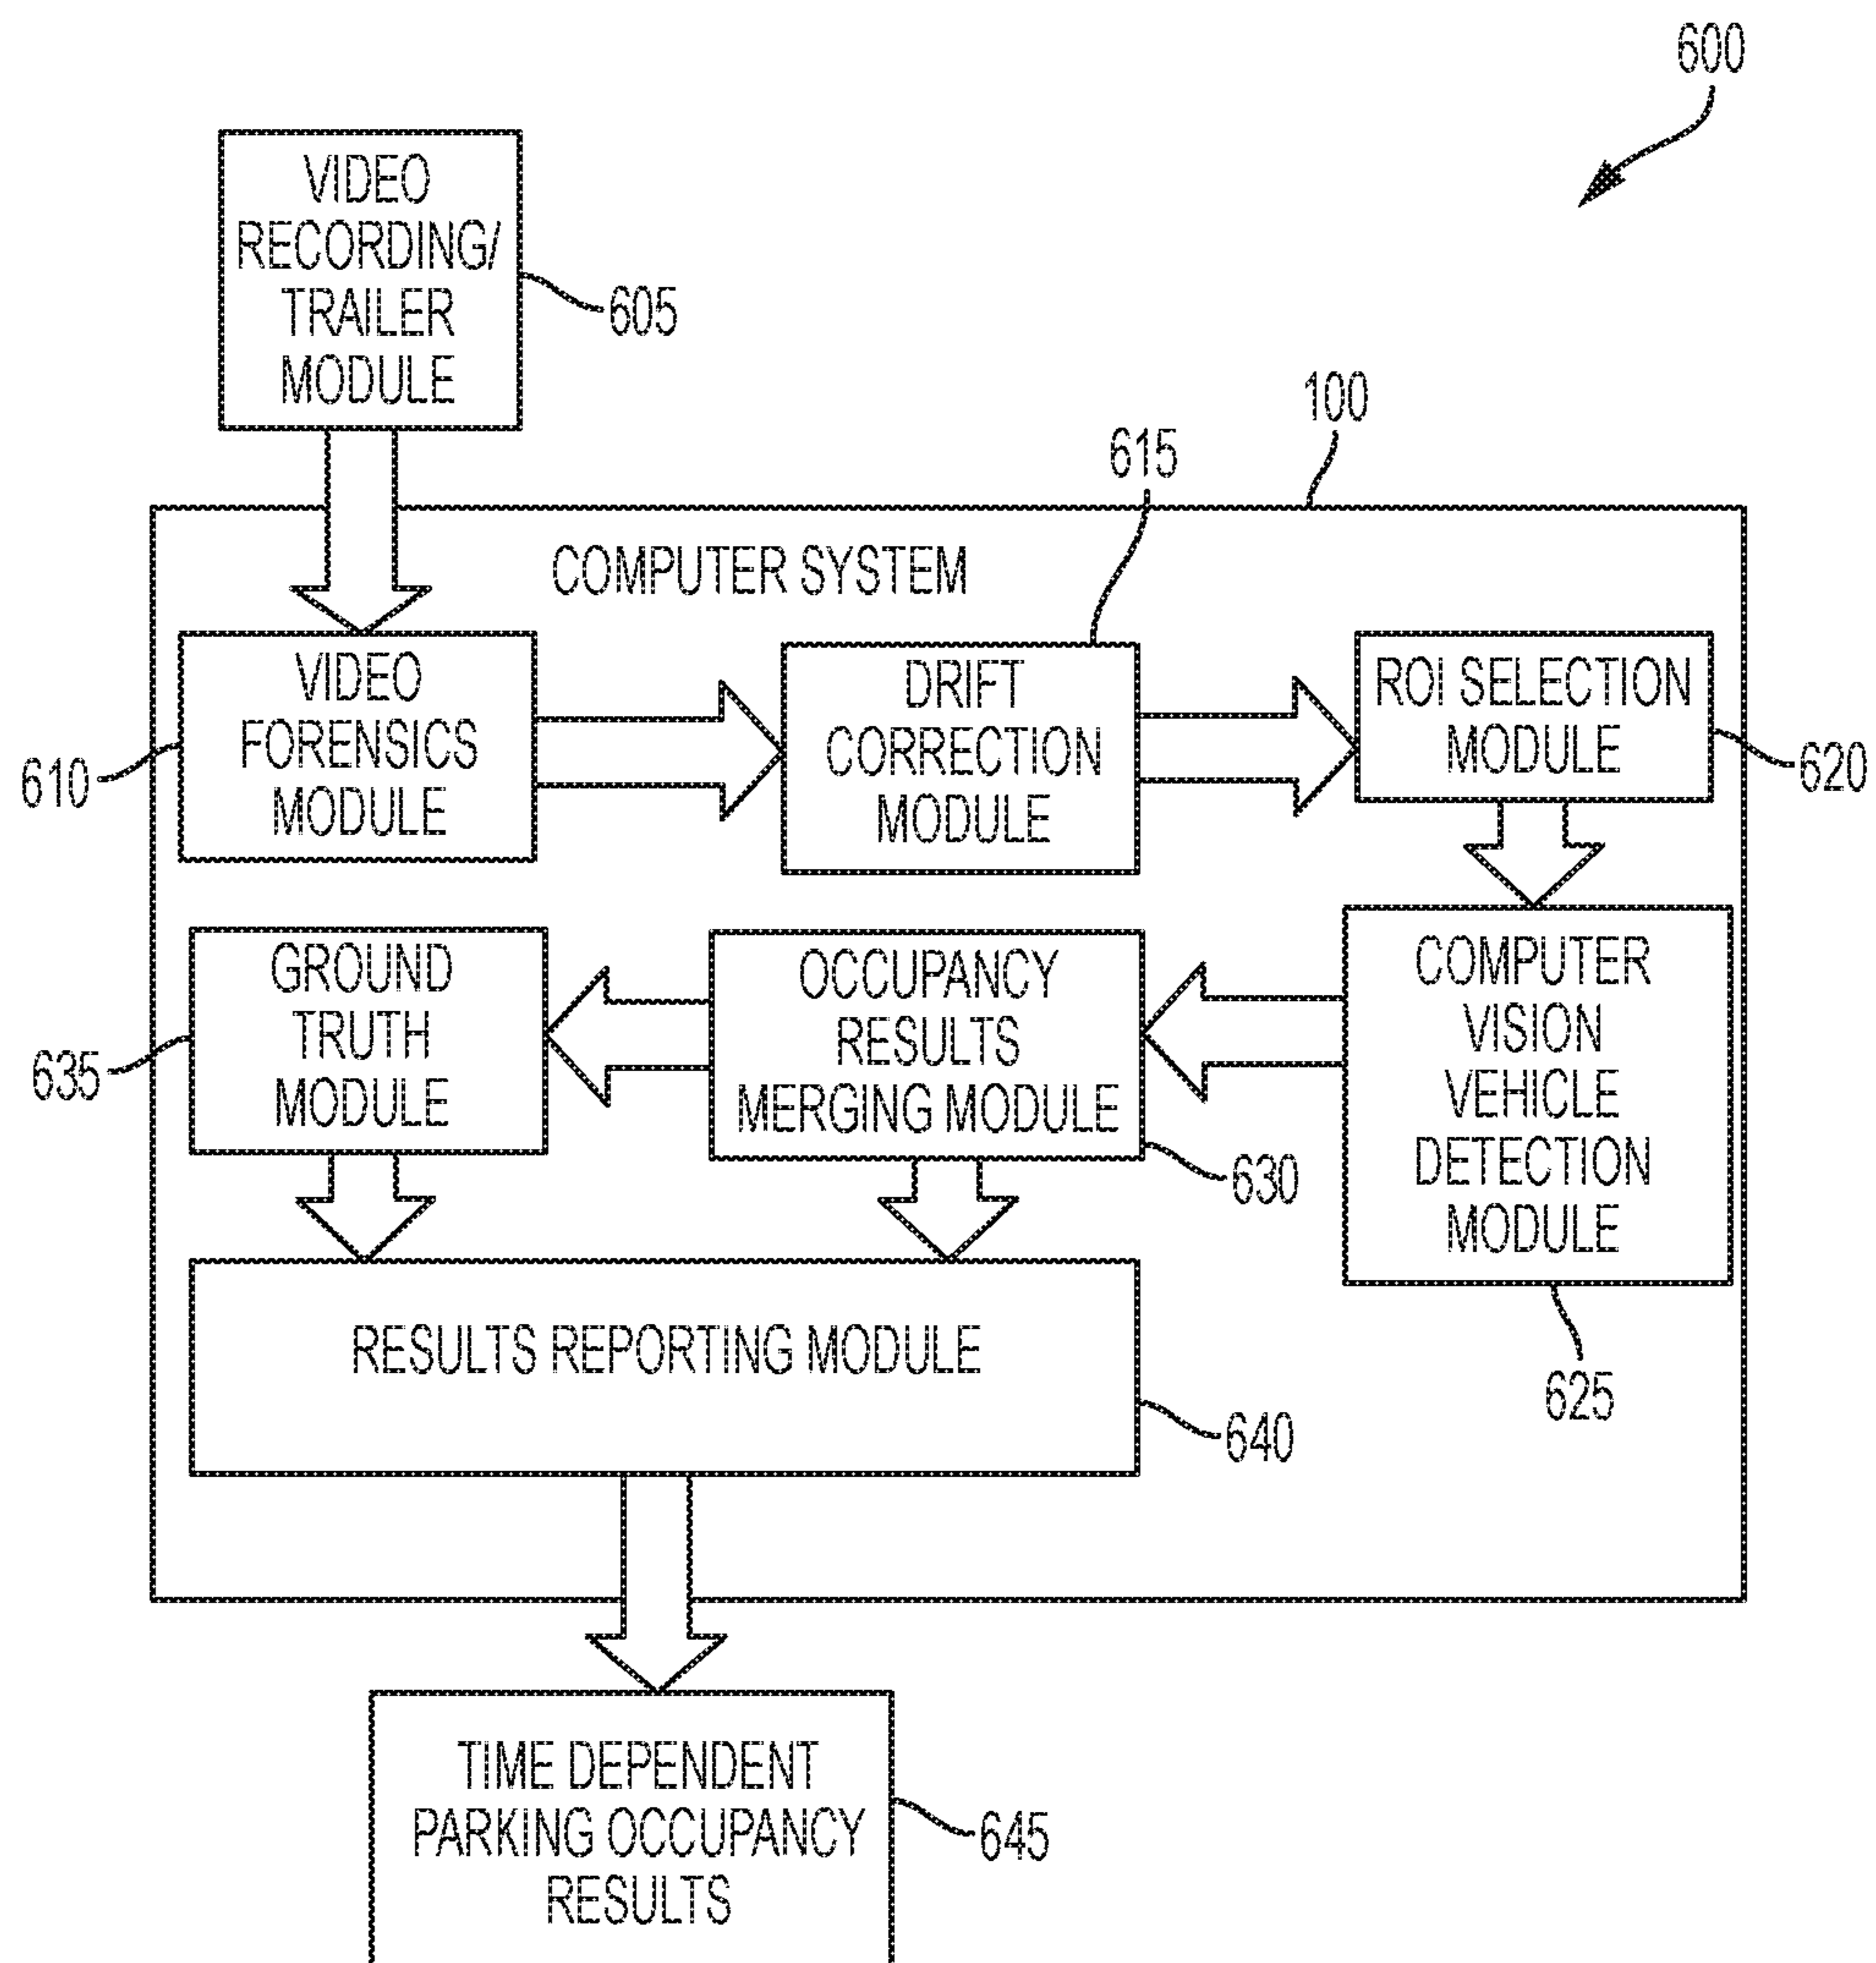 600
VIDEO
RECORDING/
TRAILER
MODULE
605
100
615
COMPUTER SYSTEM
VIDEO
FORENSICS
MODULE
610
DRIFT
CORRECTION
MODULE
ROI SELECTION
MODULE
620
GROUND
TRUTH
MODULE
635
OCCUPANCY
RESULTS
MERGING MODULE
630
COMPUTER
VISION
VEHICLE
DETECTION
MODULE
625
RESULTS REPORTING MODULE
640
TIME DEPENDENT
PARKING OCCUPANCY
RESULTS
645